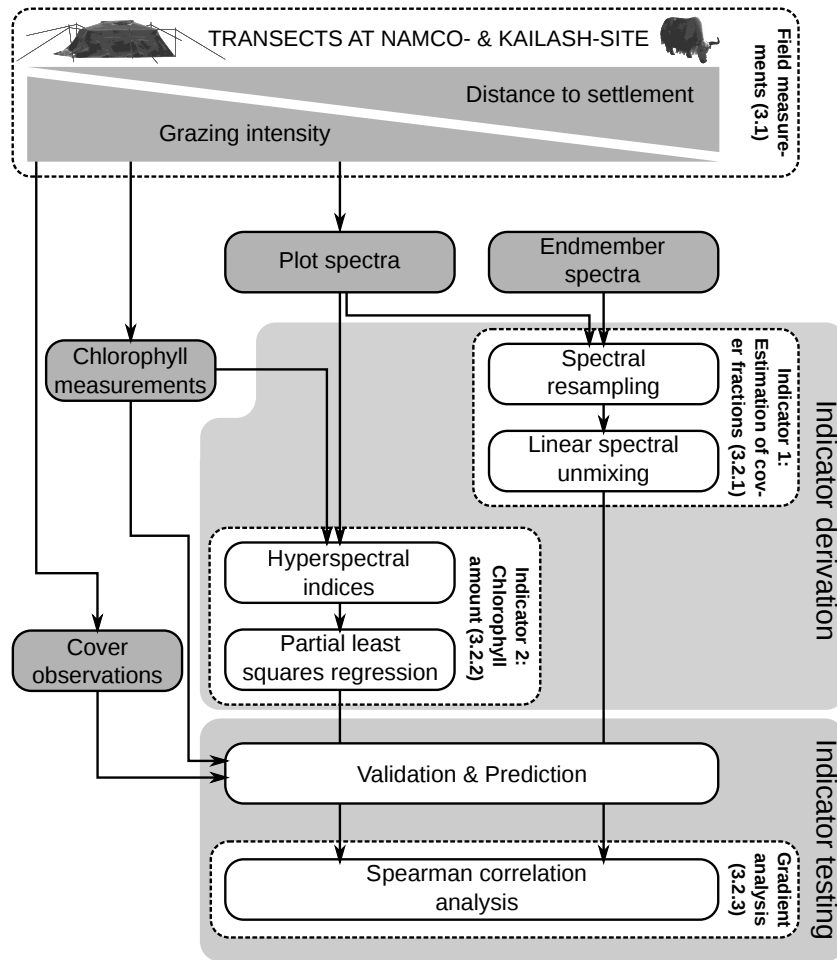 TRANSECTS AT NAMCO- & KAILASH-SITE
Distance to settlement
Grazing intensity
Field measure-
ments (3.1)
Plot spectra
Endmember
spectra
Chlorophyll
measurements
Spectral
resampling
Linear spectral
unmixing
Indicator 1:
Estimation of cov-
er fractions (3.2.1)
Indicator derivation
Hyperspectral
indices
Partial least
squares regression
Indicator 2:
Chlorophyll
amount (3.2.2)
Cover
observations
Validation & Prediction
Spearman correlation
analysis
Gradient
analysis
(3.2.3)
Indicator testing